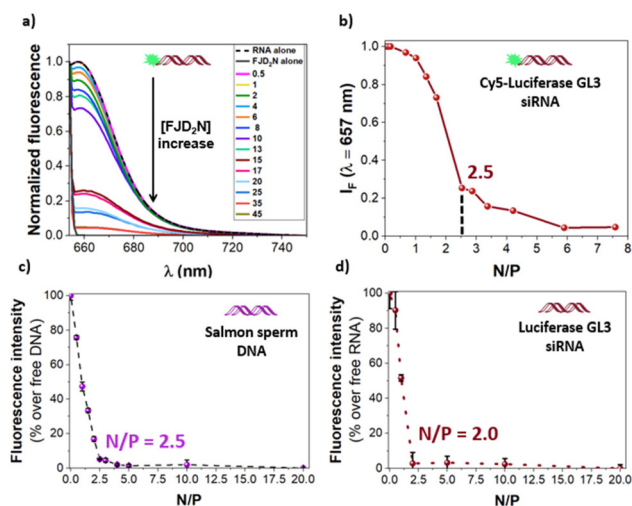 a)
Normalized fluorescence
1.0
0.8
0.6
0.4
0.2
0.0
660
680
700
720
740
λ (nm)
[FJD₂N]
increase
RNA alone
FJD₂N alone
0.5
1
2
4
6
8
10
13
15
17
20
25
35
45
b)
I_F (λ = 657 nm)
1.0
0.8
0.6
0.4
0.2
0.0
0
1
2
3
4
5
6
7
8
N/P
Cy5-Luciferase GL3
siRNA
2.5
c)
Fluorescence intensity
(% over free DNA)
100
80
60
40
20
0
0.0
2.5
5.0
7.5
10.0
12.5
15.0
17.5
20.0
N/P
Salmon sperm
DNA
N/P = 2.5
d)
Fluorescence intensity
(% over free RNA)
100
80
60
40
20
0
0.0
2.5
5.0
7.5
10.0
12.5
15.0
17.5
20.0
N/P
Luciferase GL3
siRNA
N/P = 2.0